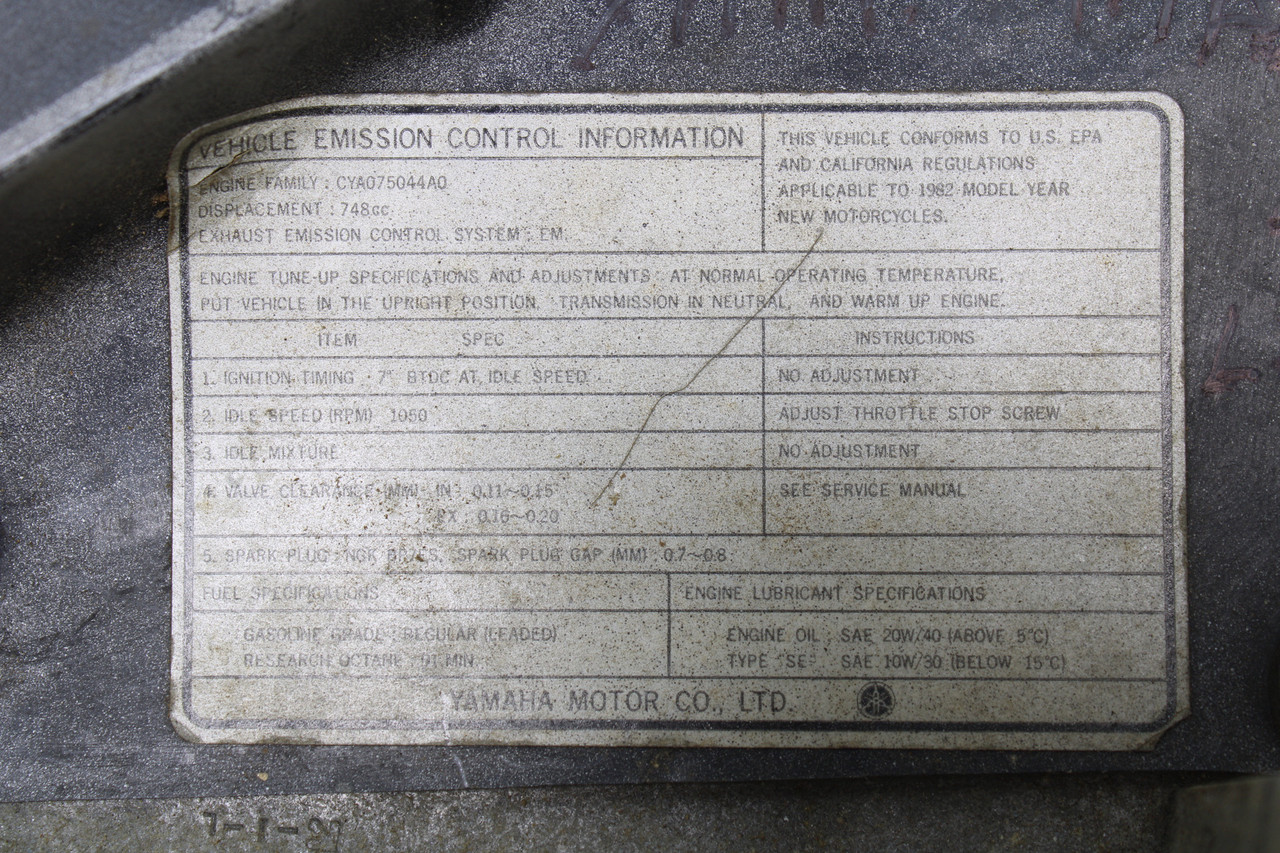 VEHICLE EMISSION CONTROL INFORMATION
ENGINE FAMILY : CYA075044A0
DISPLACEMENT : 748cc
EXHAUST EMISSION CONTROL SYSTEM : EM.
THIS VEHICLE CONFORMS TO U.S. EPA
AND CALIFORNIA REGULATIONS
APPLICABLE TO 1982 MODEL YEAR
NEW MOTORCYCLES.
ENGINE TUNE-UP SPECIFICATIONS AND ADJUSTMENTS : AT NORMAL OPERATING TEMPERATURE,
PUT VEHICLE IN THE UPRIGHT POSITION, TRANSMISSION IN NEUTRAL, AND WARM UP ENGINE.
ITEM SPEC INSTRUCTIONS
1. IGNITION TIMING 7° BTDC AT IDLE SPEED NO ADJUSTMENT
2. IDLE SPEED (RPM) 1050 ADJUST THROTTLE STOP SCREW
3. IDLE MIXTURE NO ADJUSTMENT
4. VALVE CLEARANCE (MM) IN : 0.11~0.15 SEE SERVICE MANUAL
EX : 0.16~0.20
5. SPARK PLUG : NGK SPARK PLUG GAP (MM) : 0.7~0.8
FUEL SPECIFICATIONS
GASOLINE GRADE : REGULAR (LEADED)
RESEARCH OCTANE : 91 MIN.
ENGINE LUBRICANT SPECIFICATIONS
ENGINE OIL : SAE 20W/40 (ABOVE 5°C)
TYPE "SE" SAE 10W/30 (BELOW 15°C)
YAMAHA MOTOR CO., LTD.